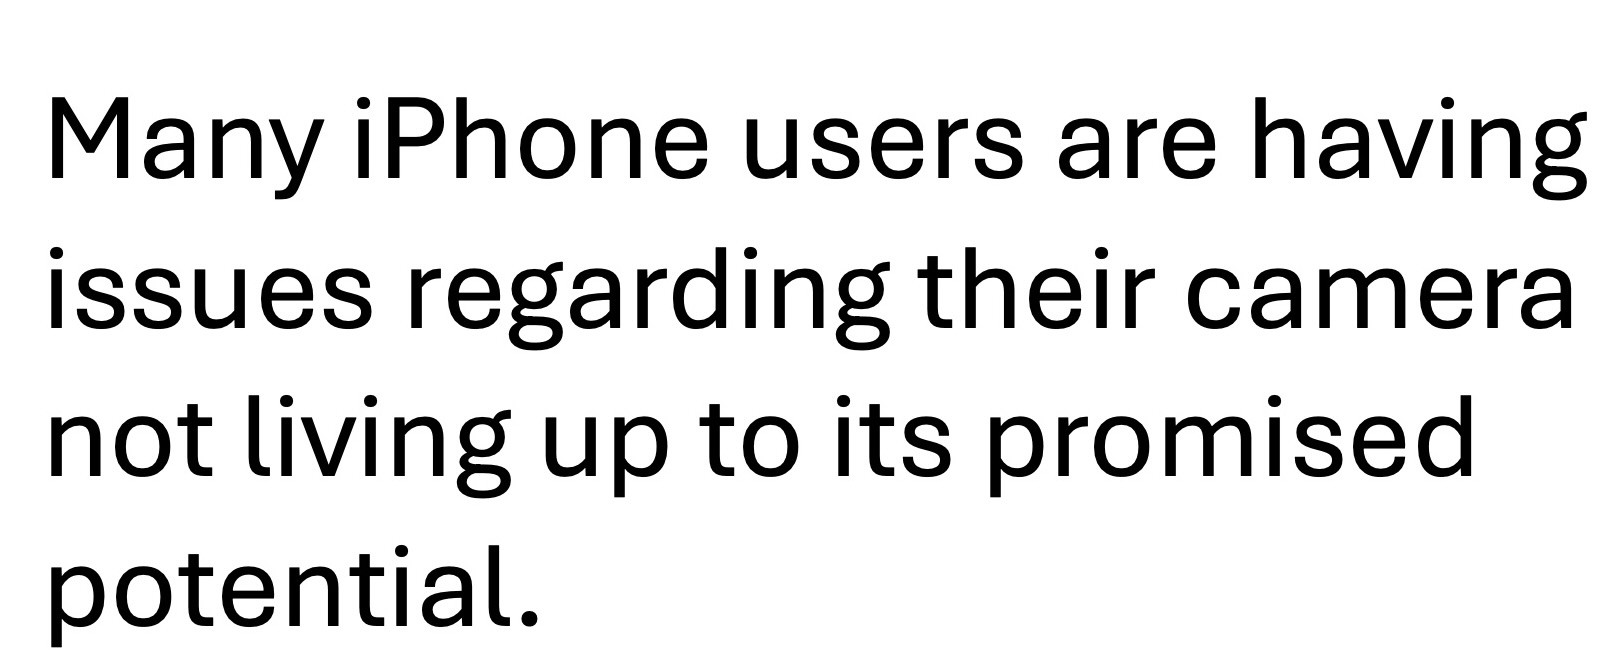 Many iPhone users are having
issues regarding their camera
not living up to its promised
potential.